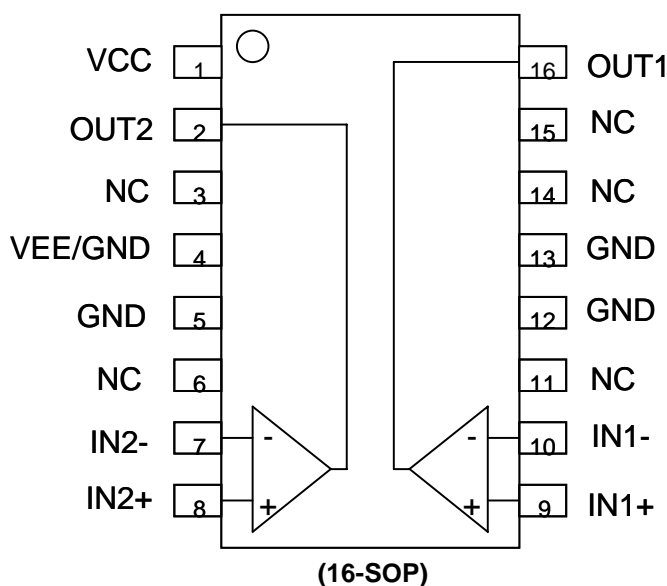 VCC 1 16 OUT1
OUT2 2 15 NC
NC 3 14 NC
VEE/GND 4 13 GND
GND 5 12 GND
NC 6 11 NC
IN2- 7 - - 10 IN1-
IN2+ 8 + + 9 IN1+
(16-SOP)